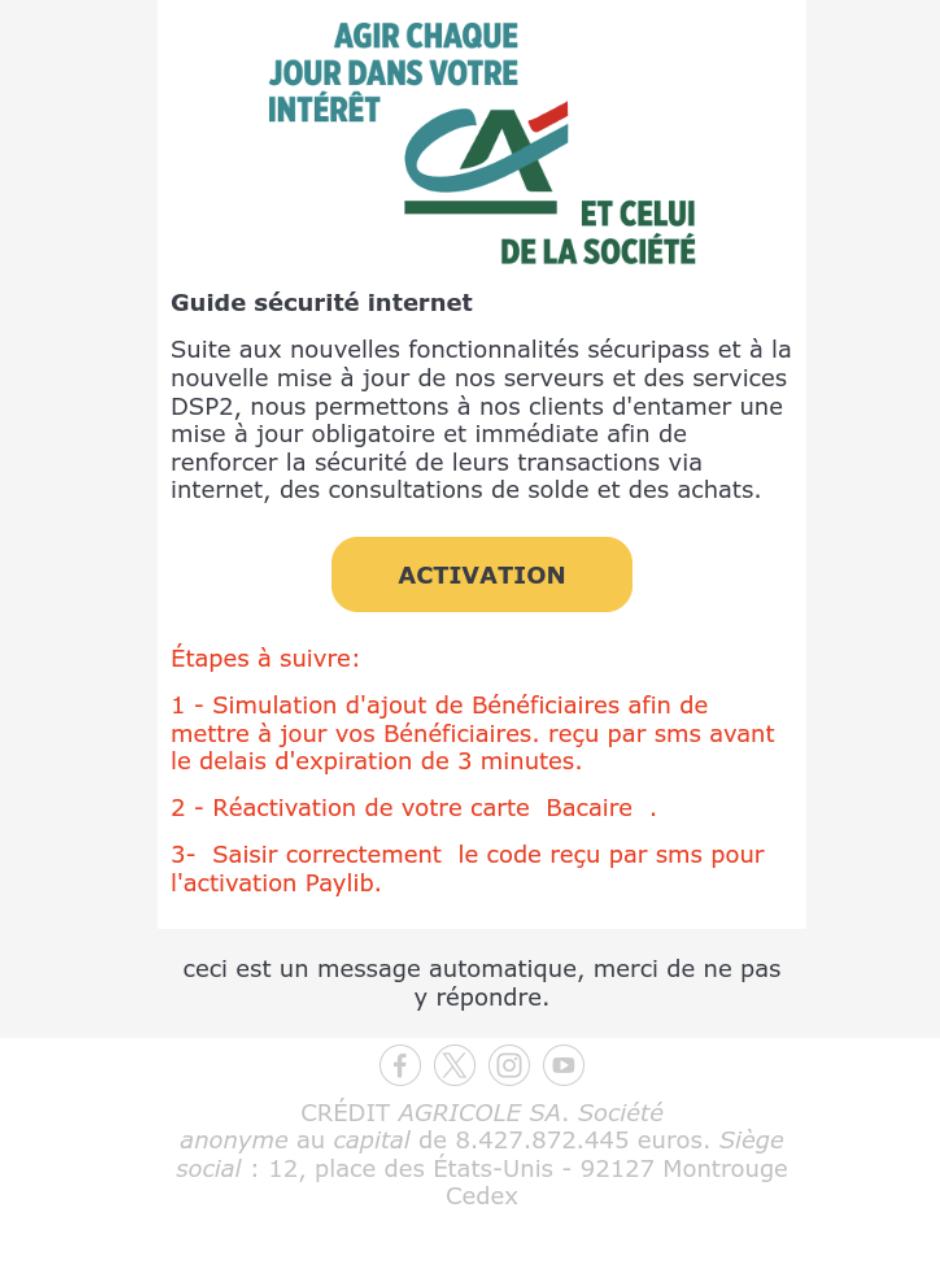 AGIR CHAQUE
JOUR DANS VOTRE
INTÉRÊT
CA
ET CELUI
DE LA SOCIÉTÉ
Guide sécurité internet
Suite aux nouvelles fonctionnalités sécuripass et à la
nouvelle mise à jour de nos serveurs et des services
DSP2, nous permettons à nos clients d'entamer une
mise à jour obligatoire et immédiate afin de
renforcer la sécurité de leurs transactions via
internet, des consultations de solde et des achats.
ACTIVATION
Étapes à suivre:
1 - Simulation d'ajout de Bénéficiaires afin de
mettre à jour vos Bénéficiaires. reçu par sms avant
le delais d'expiration de 3 minutes.
2 - Réactivation de votre carte  Bacaire  .
3-  Saisir correctement  le code reçu par sms pour
l'activation Paylib.
ceci est un message automatique, merci de ne pas
y répondre.
CRÉDIT AGRICOLE SA. Société
anonyme au capital de 8.427.872.445 euros. Siège
social : 12, place des États-Unis - 92127 Montrouge
Cedex